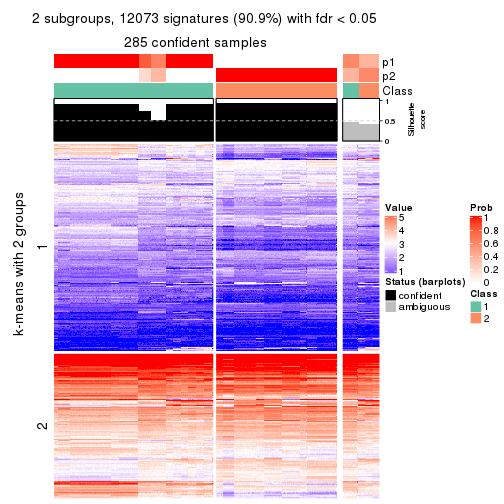 2 subgroups, 12073 signatures (90.9%) with fdr < 0.05
285 confident samples
p1
p2
Class
1
0.5
0
Silhouette
score
k-means with 2 groups
1
2
Value
5
4
3
2
1
Status (barplots)
confident
ambiguous
Prob
1
0.8
0.6
0.4
0.2
0
Class
1
2